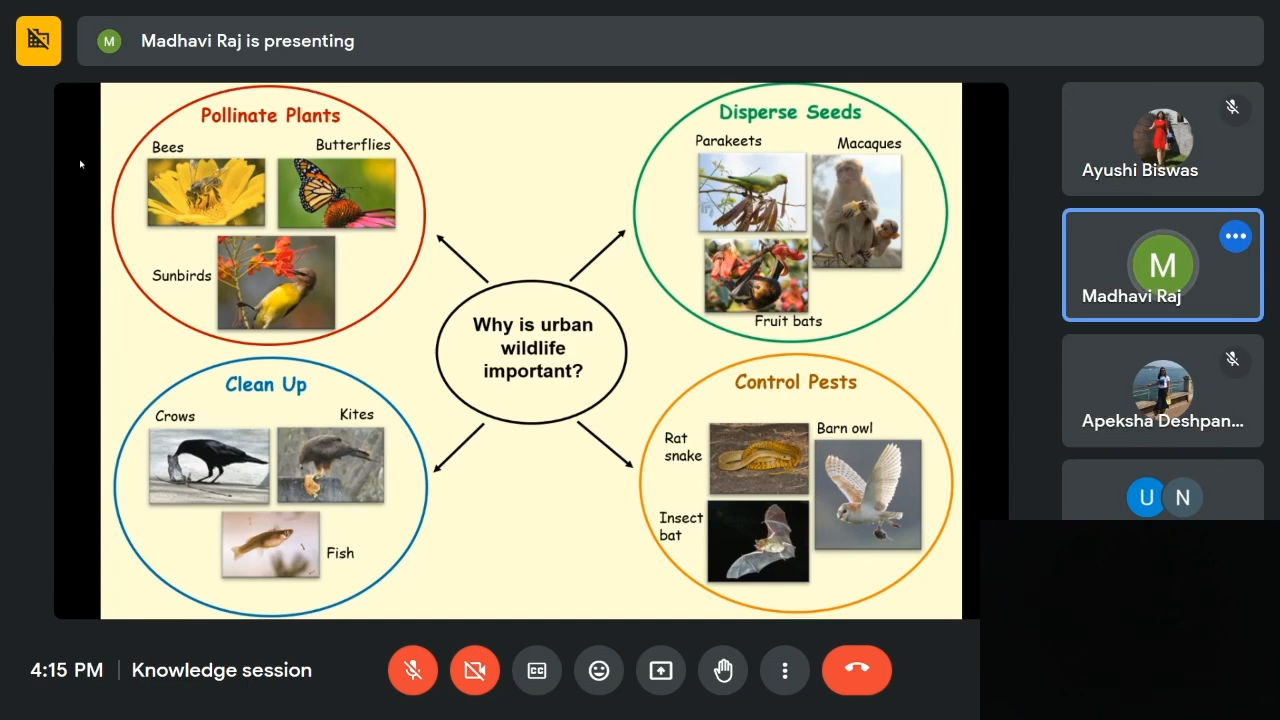 M
Madhavi Raj is presenting
Pollinate Plants
Bees
Butterflies
Sunbirds
Disperse Seeds
Parakeets
Macaques
Fruit bats
Why is urban
wildlife
important?
Clean Up
Crows
Kites
Fish
Control Pests
Rat
snake
Barn owl
Insect
bat
Ayushi Biswas
M
Madhavi Raj
Apeksha Deshpan...
U N
4:15 PM | Knowledge session
CC